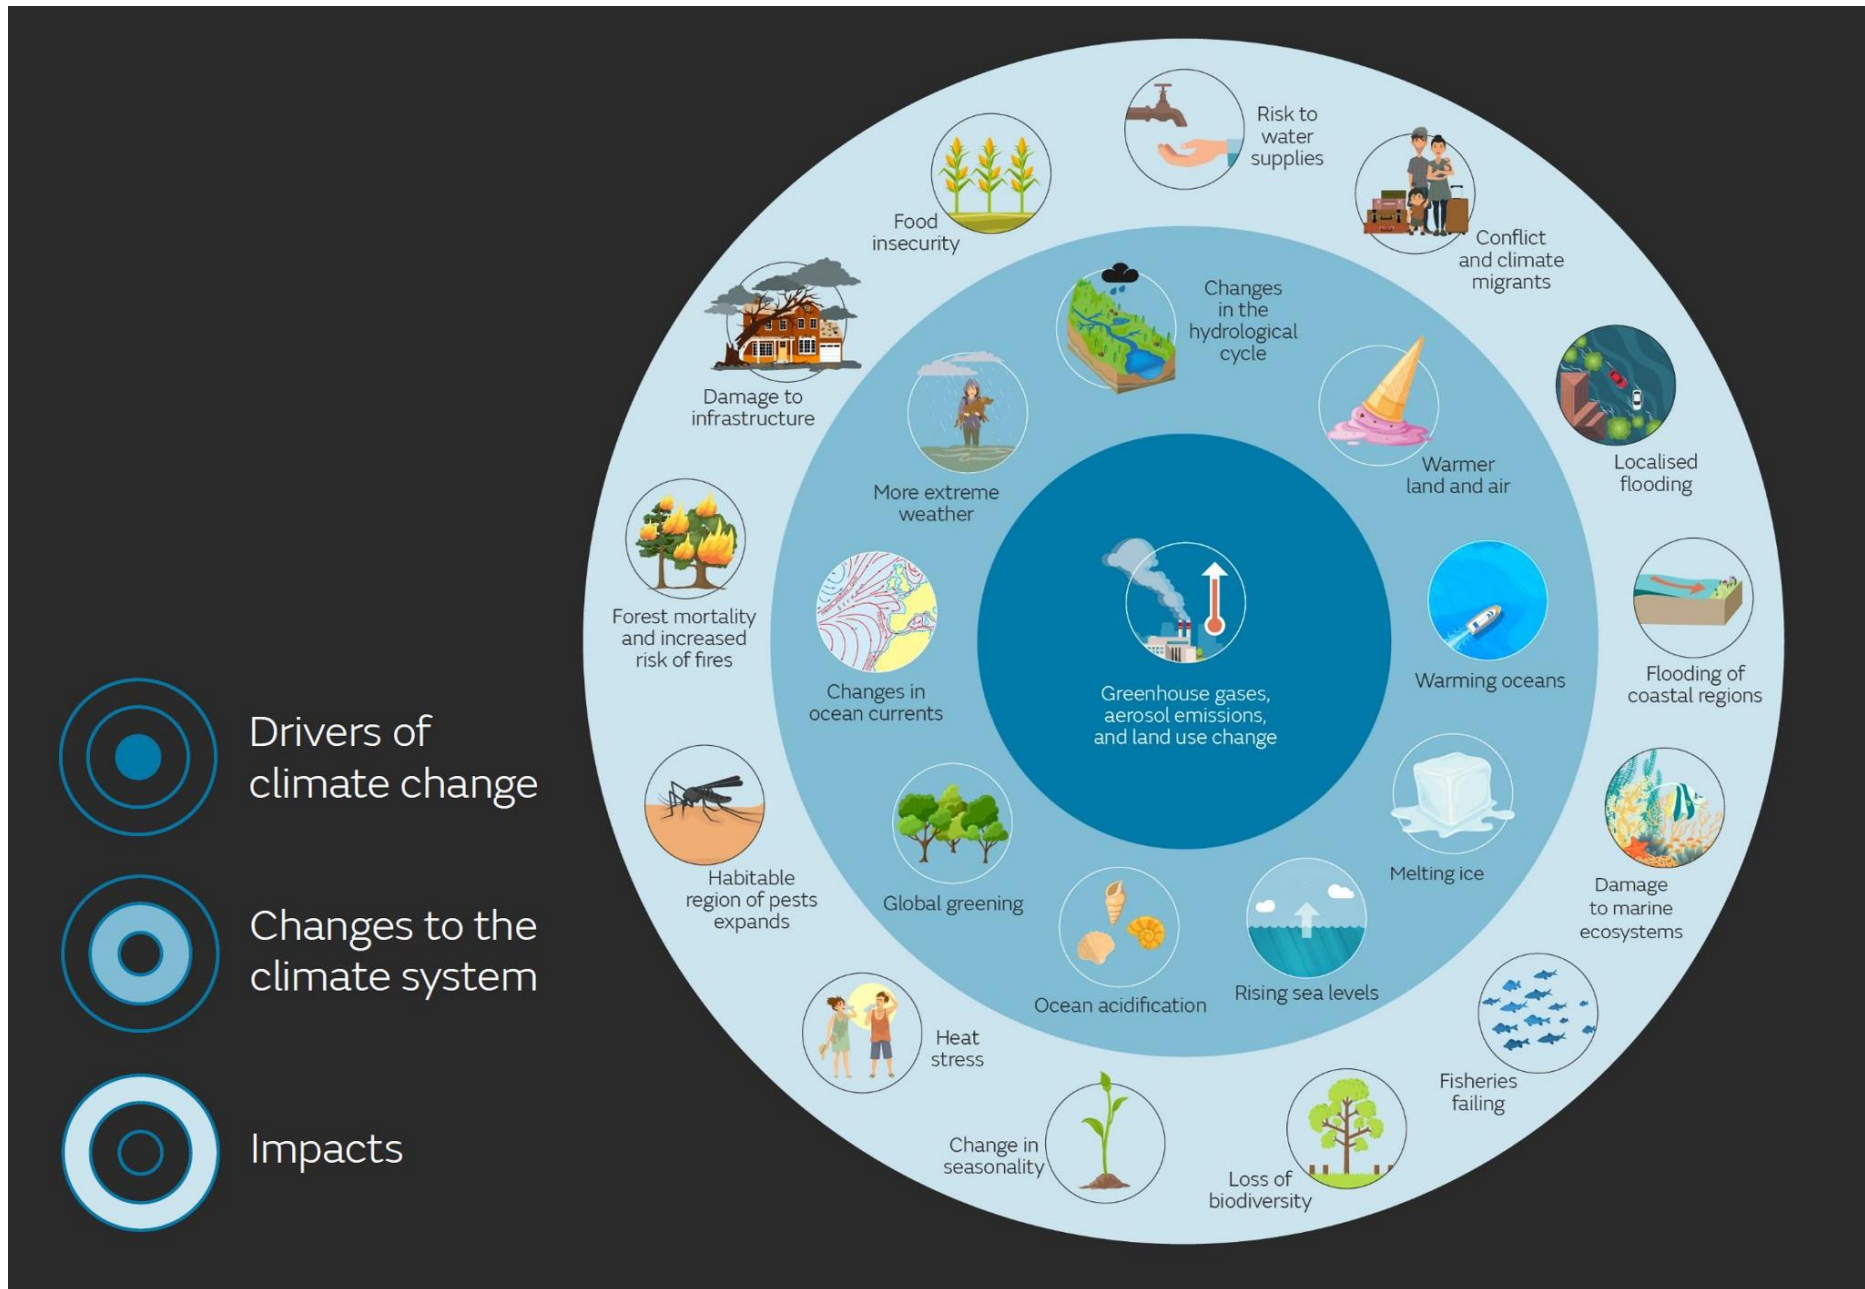 Risk to
water
supplies
Food
insecurity
Conflict
and climate
migrants
Changes
in the
hydrological
cycle
Damage to
infrastructure
Warmer
land and air
Localised
flooding
More extreme
weather
Forest mortality
and increased
risk of fires
Changes in
ocean currents
Greenhouse gases,
aerosol emissions,
and land use change
Warming oceans
Flooding of
coastal regions
Drivers of
climate change
Habitable
region of pests
expands
Global greening
Melting ice
Damage
to marine
ecosystems
Changes to the
climate system
Ocean acidification
Rising sea levels
Heat
stress
Fisheries
failing
Impacts
Change in
seasonality
Loss of
biodiversity